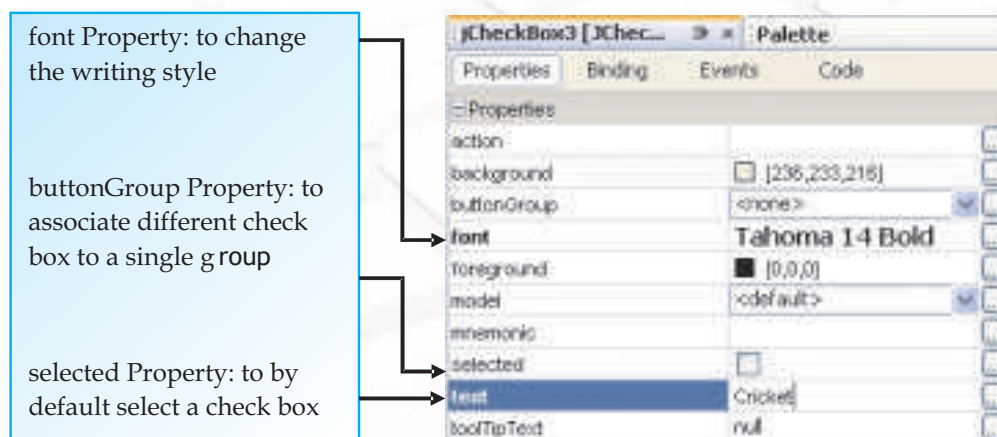 font Property: to change
the writing style
buttonGroup Property: to
associate different check
box to a single group
selected Property: to by
default select a check box
jCheckBox3 [JChec... Palette
Properties Binding Events Code
Properties
action
background [236,233,216]
buttonGroup <none>
font Tahoma 14 Bold
foreground [0,0,0]
model <default>
mnemonic
selected
text Cricket
toolTipText null